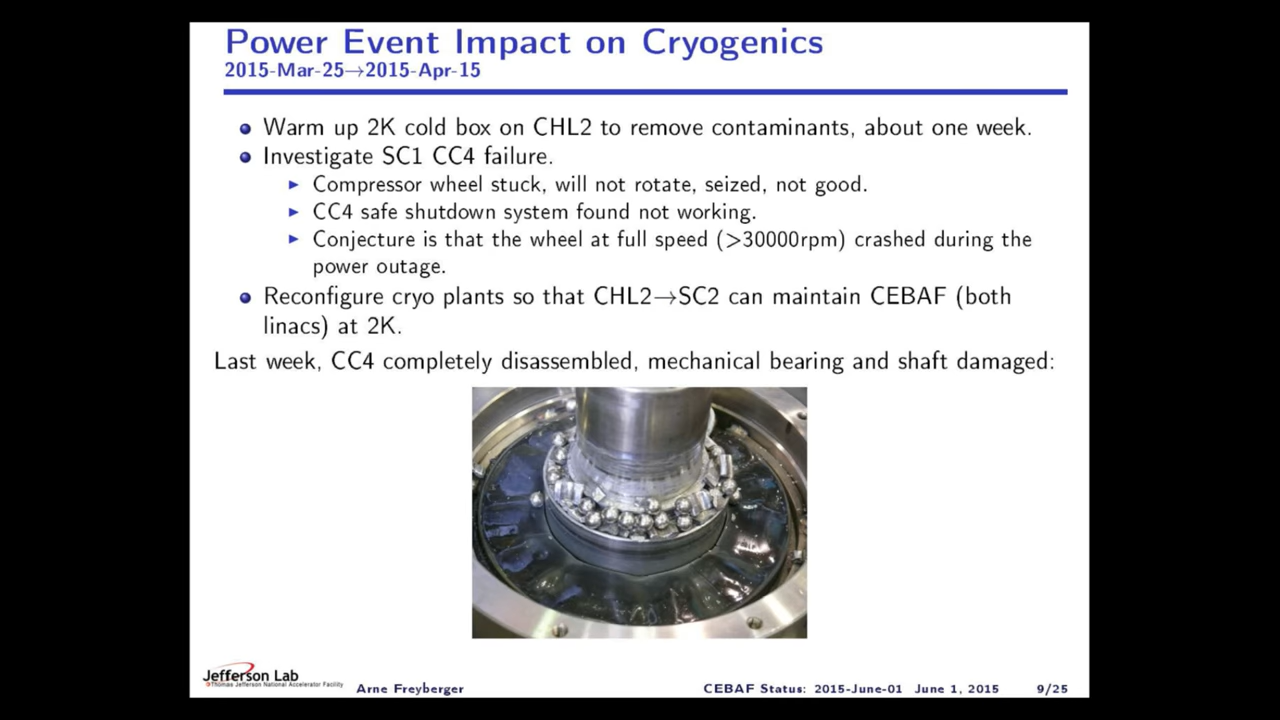 Power Event Impact on Cryogenics
2015-Mar-25→2015-Apr-15
Warm up 2K cold box on CHL2 to remove contaminants, about one week.
Investigate SC1 CC4 failure.
Compressor wheel stuck, will not rotate, seized, not good.
CC4 safe shutdown system found not working.
Conjecture is that the wheel at full speed (>30000rpm) crashed during the
power outage.
Reconfigure cryo plants so that CHL2→SC2 can maintain CEBAF (both
linacs) at 2K.
Last week, CC4 completely disassembled, mechanical bearing and shaft damaged:
Jefferson Lab
Thomas Jefferson National Accelerator Facility
Arne Freyberger
CEBAF Status: 2015-June-01 June 1, 2015
9/25